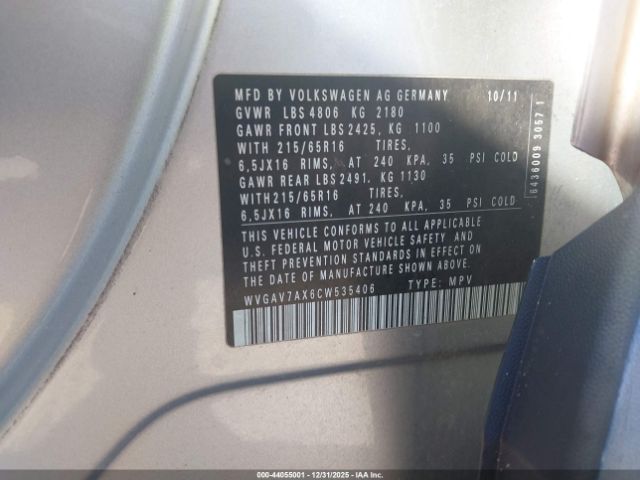 MFD BY VOLKSWAGEN AG GERMANY 10/11
GVWR LBS 4806 KG 2180
GAWR FRONT LBS 2425, KG 1100
WITH 215/65R16 TIRES,
6,5JX16 RIMS, AT 240 KPA, 35 PSI COLD
GAWR REAR LBS 2491, KG 1130
WITH 215/65R16 TIRES,
6,5JX16 RIMS, AT 240 KPA, 35 PSI COLD
THIS VEHICLE CONFORMS TO ALL APPLICABLE
U.S. FEDERAL MOTOR VEHICLE SAFETY AND
THEFT PREVENTION STANDARDS IN EFFECT ON
THE DATE OF MANUFACTURE SHOWN ABOVE.
WVGAV7AX6CW535406 TYPE: MPV
6436009 3057 1
000-44055001 - 12/31/2025 - IAAI.COM